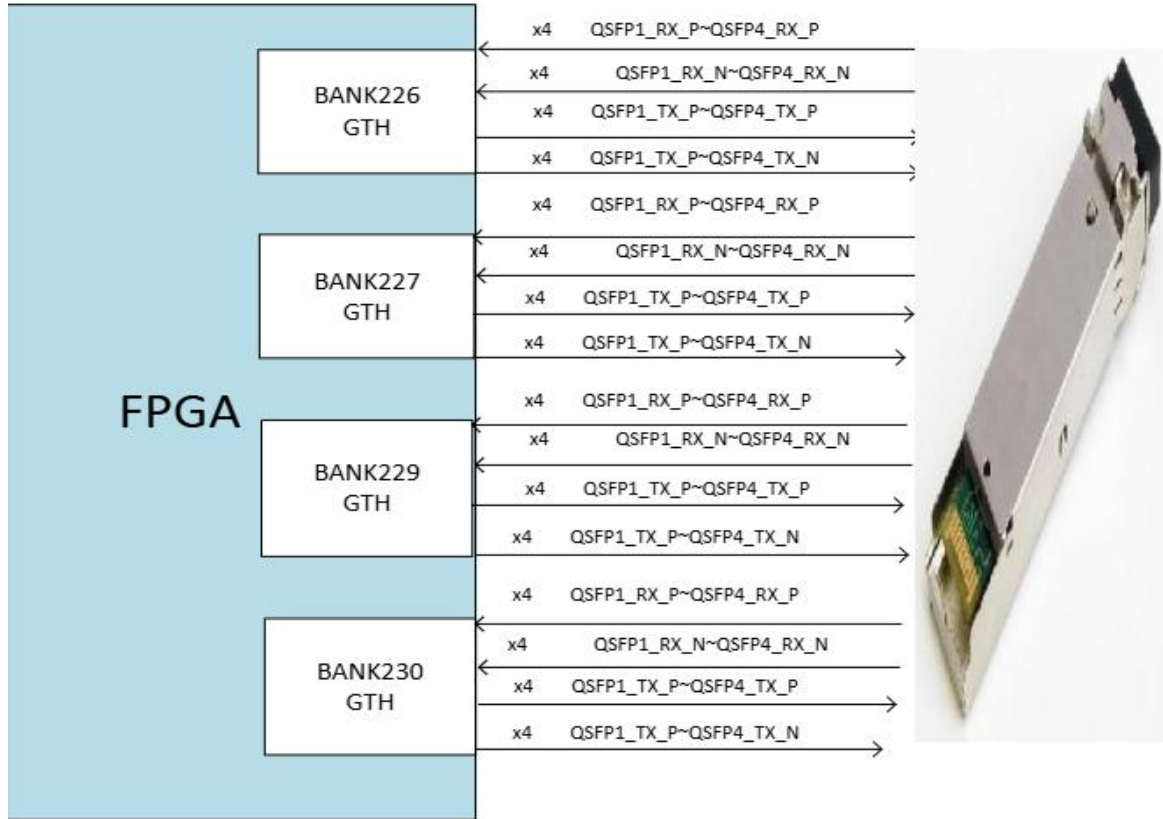 x4 QSFP1_RX_P~QSFP4_RX_P
x4 QSFP1_RX_N~QSFP4_RX_N
BANK226
GTH
x4 QSFP1_TX_P~QSFP4_TX_P
x4 QSFP1_TX_P~QSFP4_TX_N
x4 QSFP1_RX_P~QSFP4_RX_P
x4 QSFP1_RX_N~QSFP4_RX_N
BANK227
GTH
x4 QSFP1_TX_P~QSFP4_TX_P
x4 QSFP1_TX_P~QSFP4_TX_N
FPGA
x4 QSFP1_RX_P~QSFP4_RX_P
x4 QSFP1_RX_N~QSFP4_RX_N
BANK229
GTH
x4 QSFP1_TX_P~QSFP4_TX_P
x4 QSFP1_TX_P~QSFP4_TX_N
x4 QSFP1_RX_P~QSFP4_RX_P
x4 QSFP1_RX_N~QSFP4_RX_N
BANK230
GTH
x4 QSFP1_TX_P~QSFP4_TX_P
x4 QSFP1_TX_P~QSFP4_TX_N